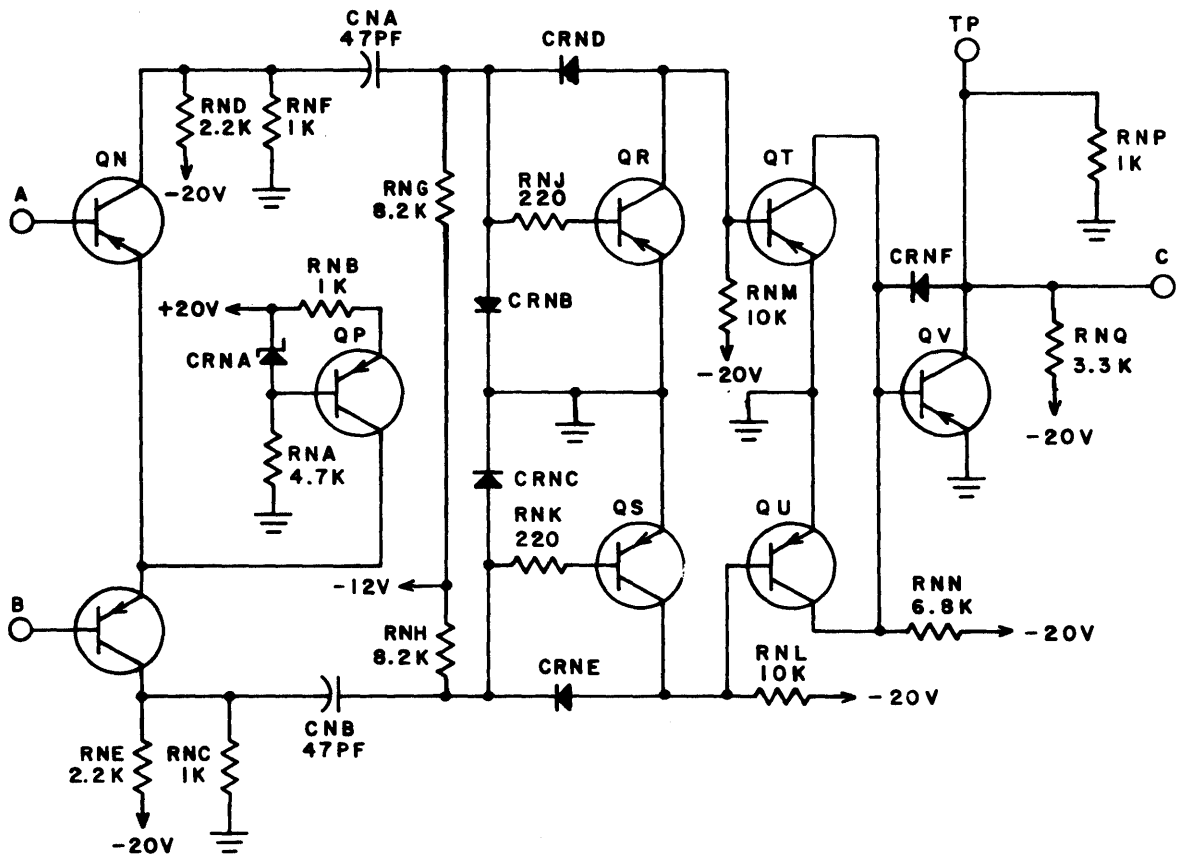 CNA
47PF
CRND
TP
RND
2.2K
RNF
1K
RNP
1K
QN
QR
QT
A
-20V
RNG
8.2K
RNJ
220
C
RNB
1K
CRNF
+20V
CRNB
RNM
10K
QP
QV
RNQ
3.3K
CRNA
-20V
-20V
RNA
4.7K
CRNC
QS
QU
RNK
220
-12V
RNN
6.8K
B
-20V
RNH
8.2K
CRNE
RNL
10K
-20V
CNB
47PF
RNE
2.2K
RNC
1K
-20V